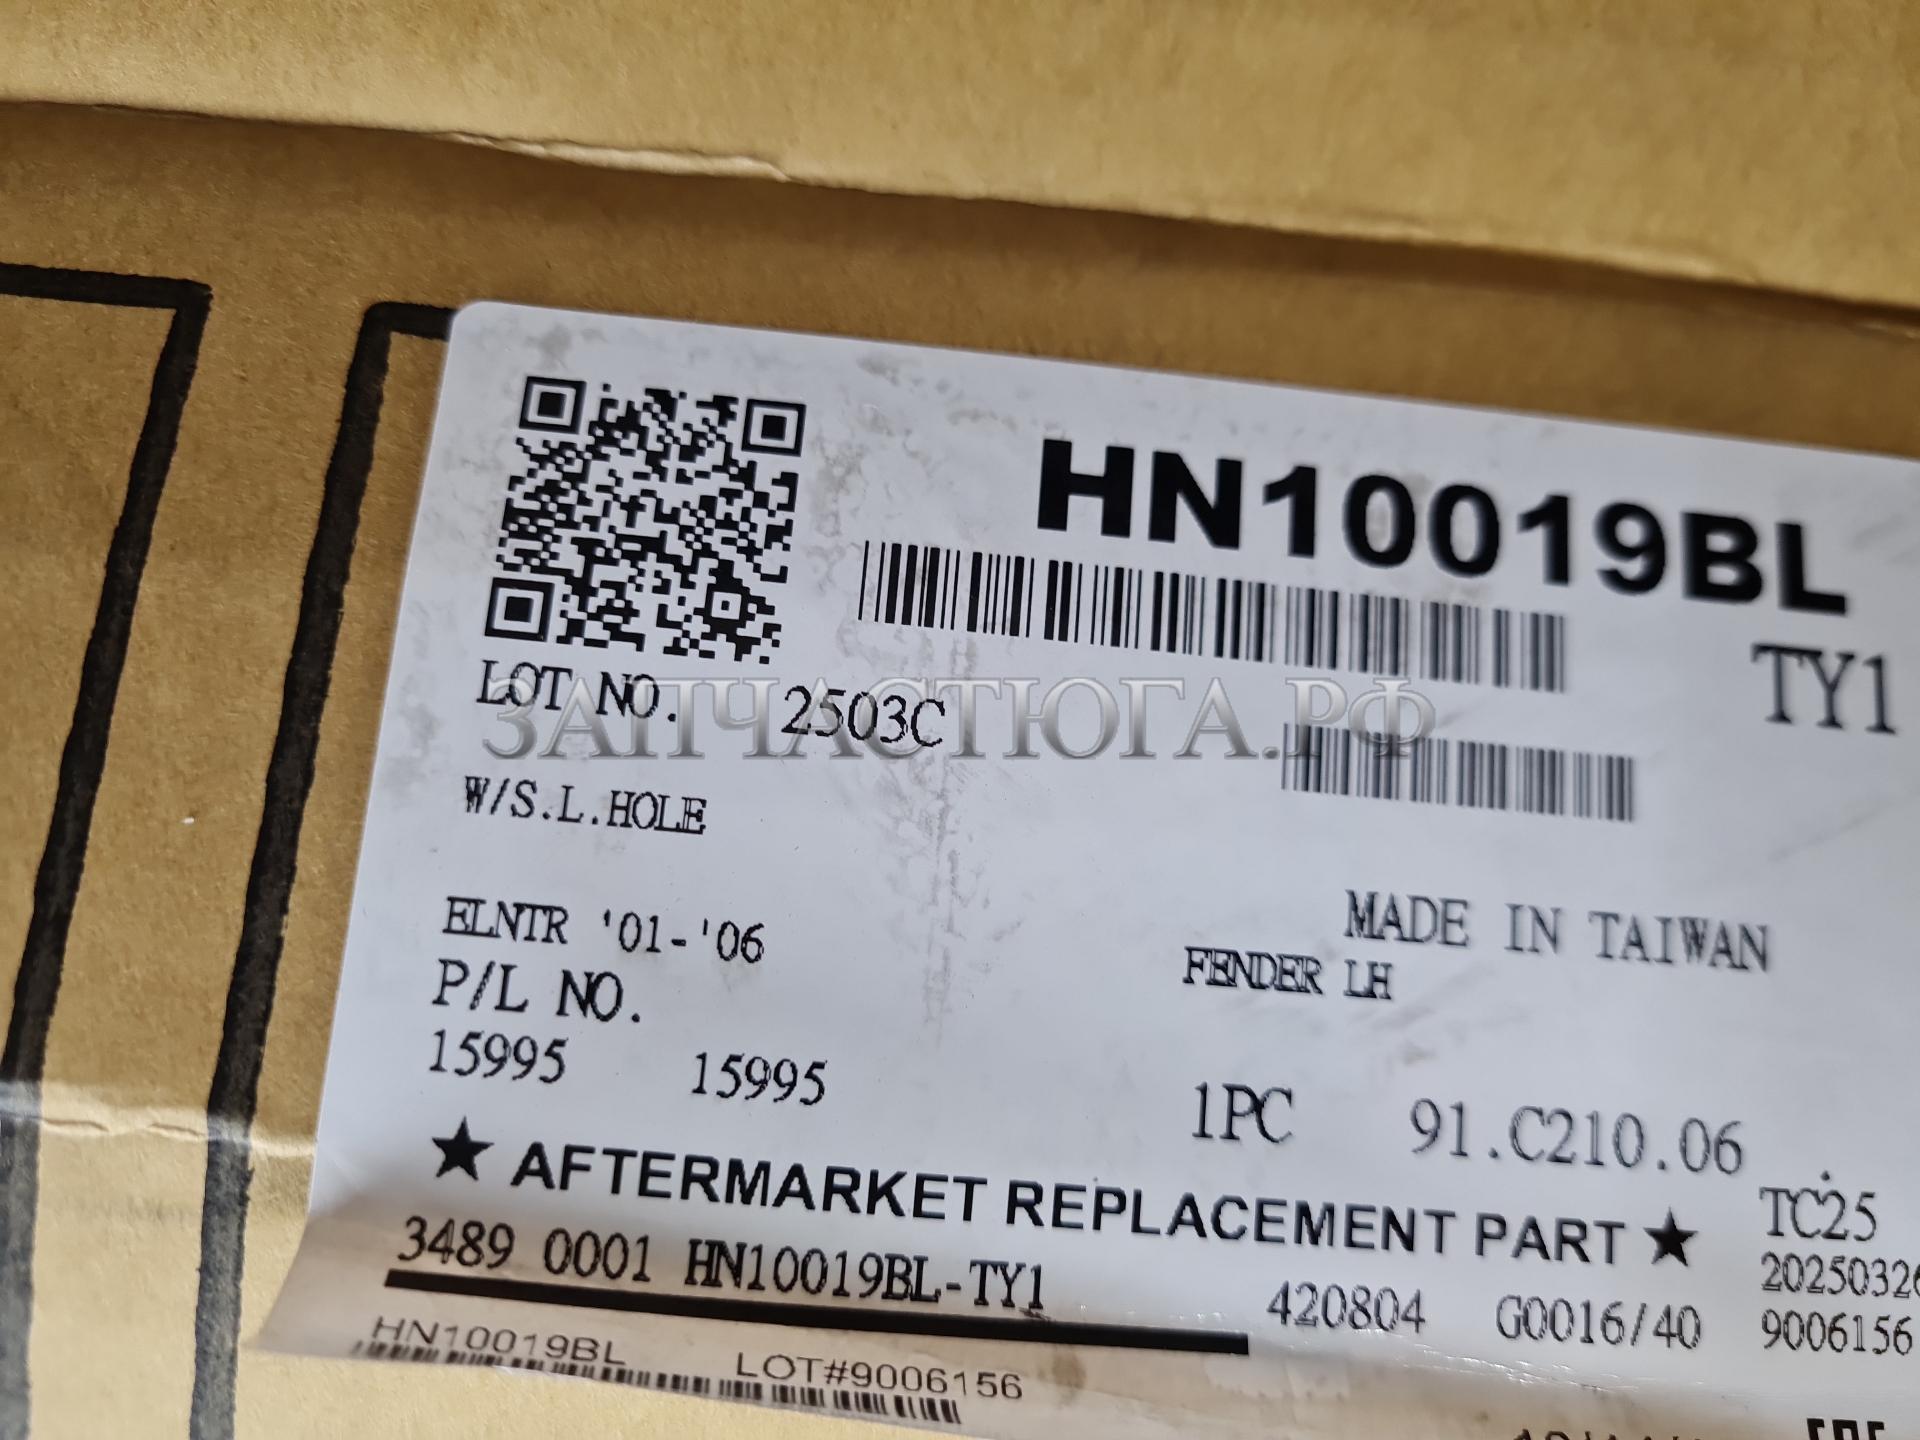 HN10019BL
TY1
LOT NO. 2503C
ЗАПЧАСТЮГА.РФ
W/S.L.HOLE
MADE IN TAIWAN
ELNTR '01-'06
FENDER LH
P/L NO.
15995 15995
1PC 91.C210.06
★ AFTERMARKET REPLACEMENT PART ★
TC25
3489 0001 HN10019BL-TY1
420804 G0016/40
20250326
9006156
HN10019BL
LOT#9006156